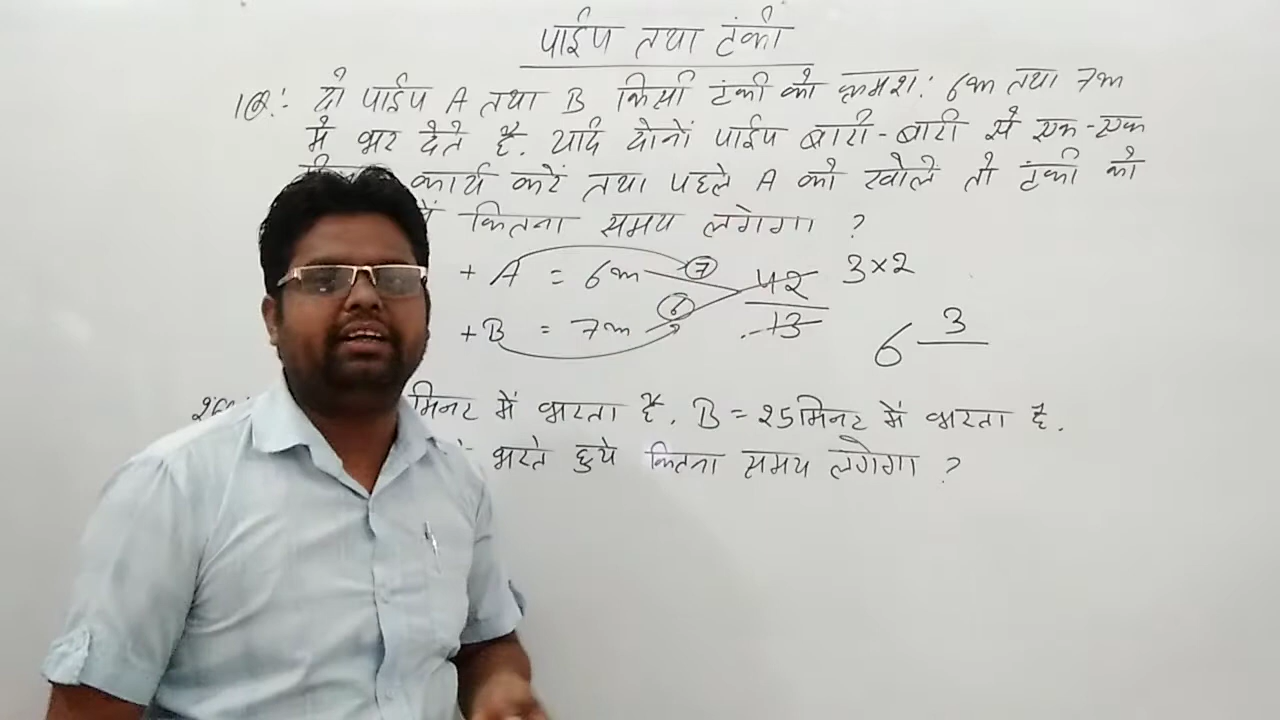 पाईप तथा टंकी
1Q:- दो पाईप A तथा B किसी टंकी को क्रमश: 6m तथा 7m
में भर देते है. यदि दोनों पाईप बारी-बारी से एक-एक
कार्य करें तथा पहले A को खोलें तो टंकी को
में कितना समय लगेगा ?
+ A = 6m 7 42 3×2
+B = 7m 6 13 6 3
मिनट में भरता है. B = 25मिनट में भरता है.
भरते हुये कितना समय लगेगा ?